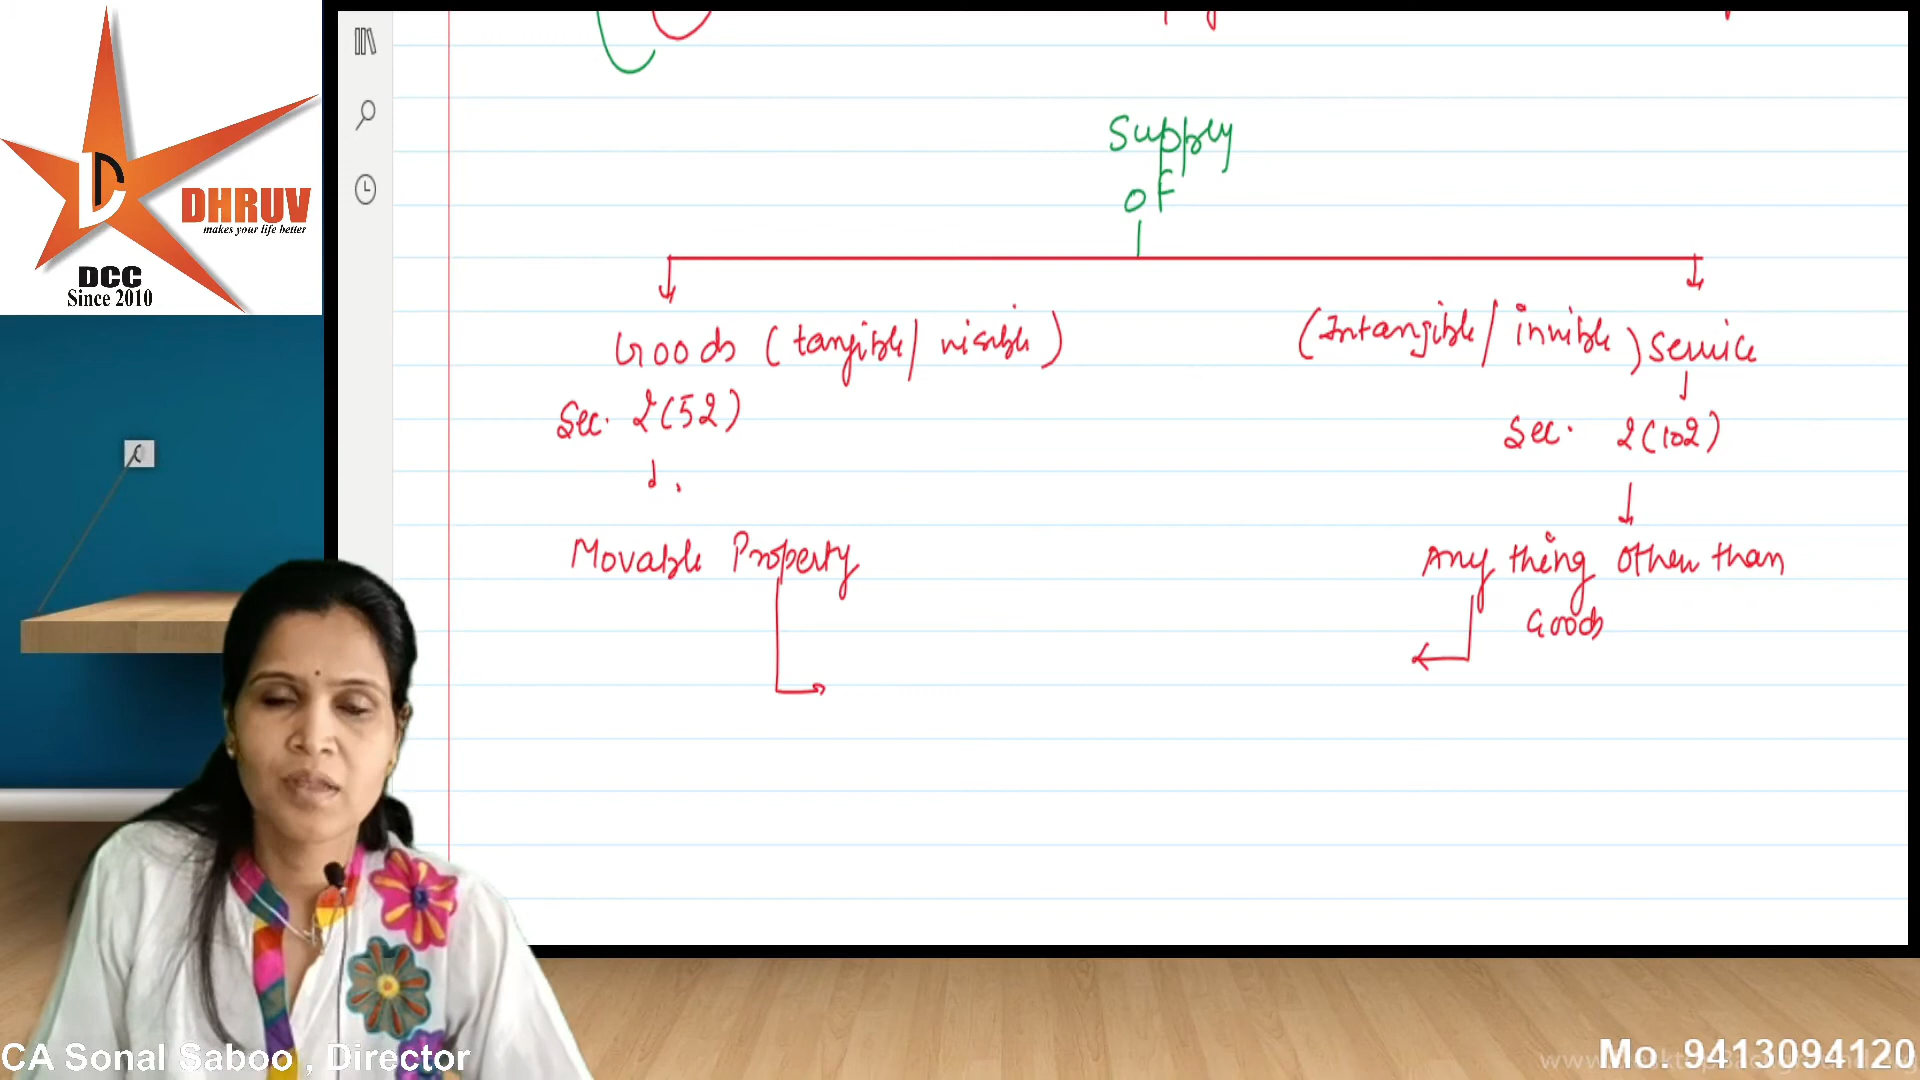 DHRUV
makes your life better
DCC
Since 2010
Supply
of
Goods (tangible/ visible)
(Intangible/ invisible) Service
Sec. 2(52)
Sec. 2(102)
Movable Property
Any thing other than
Goods
CA Sonal Saboo , Director
Mo. 9413094120